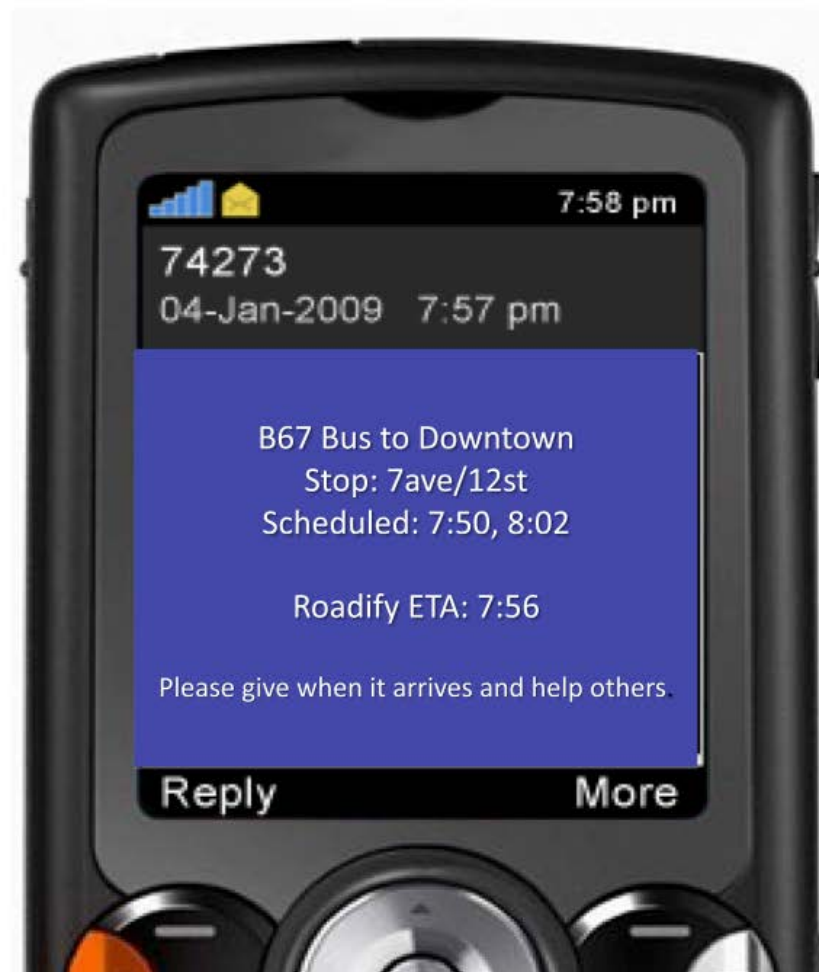 7:58 pm
74273
04-Jan-2009 7:57 pm
B67 Bus to Downtown
Stop: 7ave/12st
Scheduled: 7:50, 8:02
Roadify ETA: 7:56
Please give when it arrives and help others.
Reply More